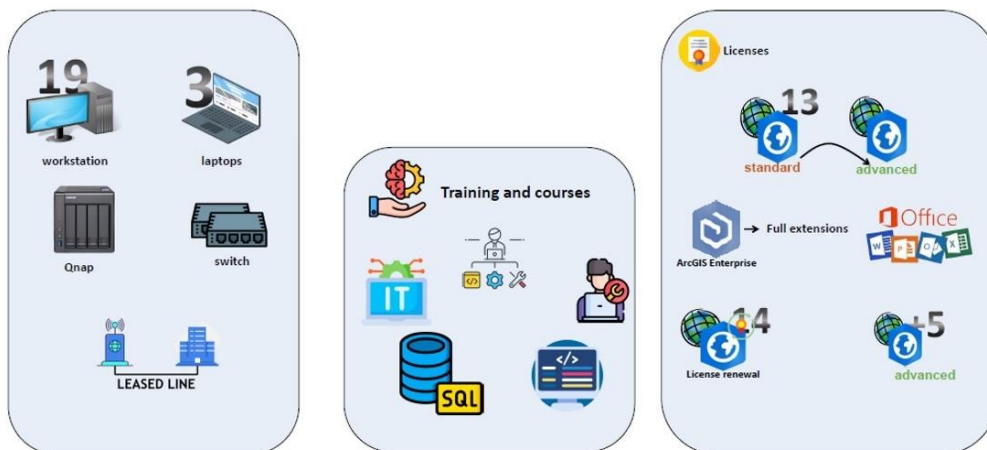 19
3
workstation
laptops
Qnap
switch
LEASED LINE
Training and courses
IT
</>
SQL
</>
Licenses
13
standard
advanced
ArcGIS Enterprise
Full extensions
Office
W P O X
14
License renewal
+5
advanced